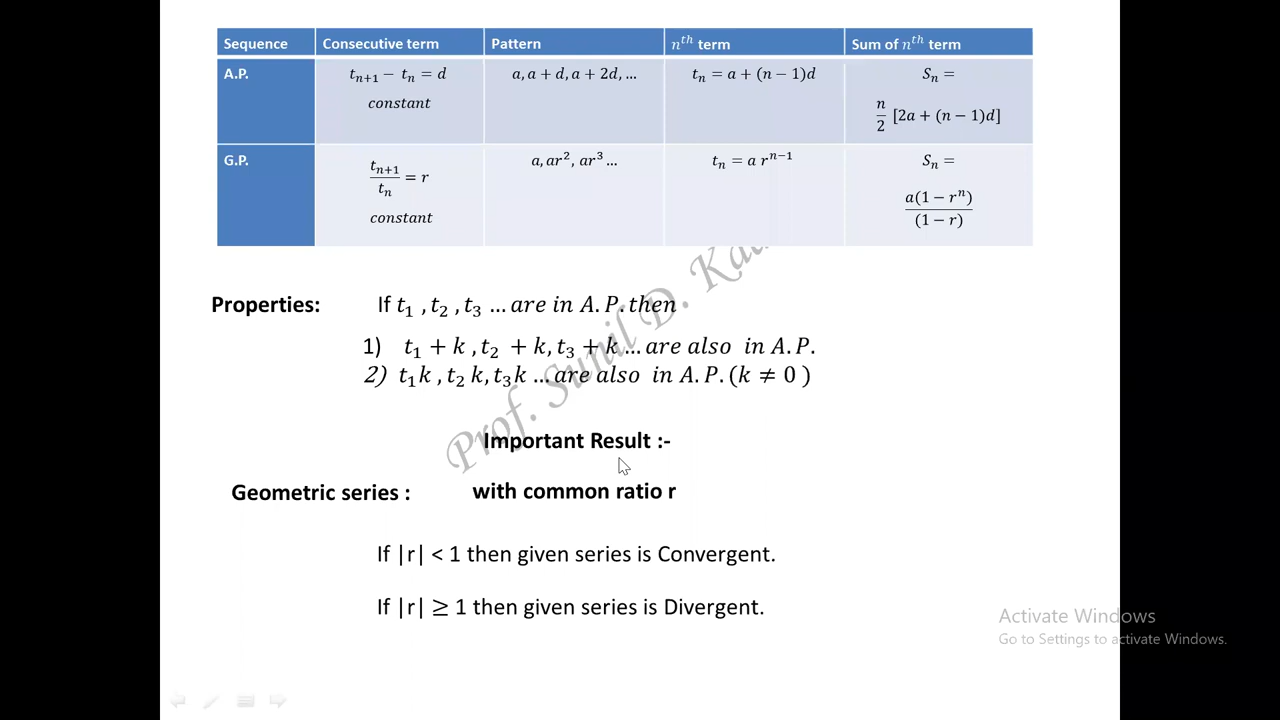 Sequence Consecutive term Pattern nᵗʰ term Sum of nᵗʰ term
A.P. tₙ₊₁ − tₙ = d constant a, a + d, a + 2d, ... tₙ = a + (n − 1)d Sₙ = n/2 [2a + (n − 1)d]
G.P. tₙ₊₁/tₙ = r constant a, ar², ar³ ... tₙ = a rⁿ⁻¹ Sₙ = a(1 − rⁿ)/(1 − r)
Properties: If t₁ , t₂ , t₃ ... are in A.P. then
1) t₁ + k , t₂ + k, t₃ + k ... are also in A.P.
2) t₁k , t₂ k, t₃k ... are also in A.P. (k ≠ 0 )
Prof. Sunil D.
Important Result :-
Geometric series : with common ratio r
If |r| < 1 then given series is Convergent.
If |r| ≥ 1 then given series is Divergent.
Activate Windows
Go to Settings to activate Windows.